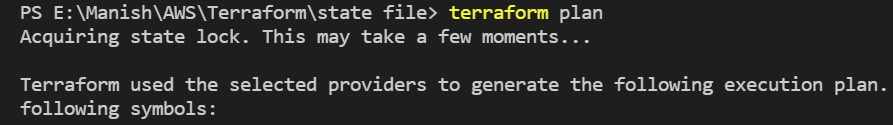 PS E:\Manish\AWS\Terraform\state file> terraform plan
Acquiring state lock. This may take a few moments...
Terraform used the selected providers to generate the following execution plan.
following symbols: